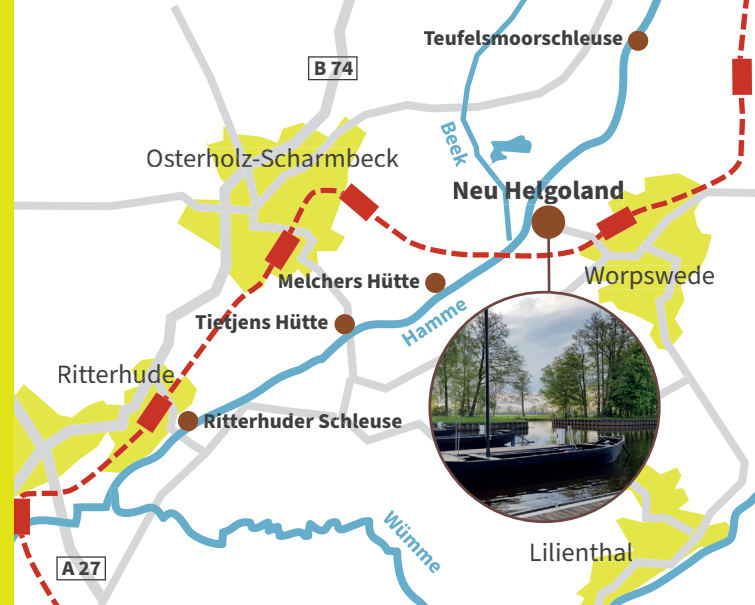 Teufelsmoorschleuse
B 74
Beek
Osterholz-Scharmbeck
Neu Helgoland
Worpswede
Melchers Hütte
Hamme
Tietjens Hütte
Ritterhude
Ritterhuder Schleuse
Wümme
Lilienthal
A 27